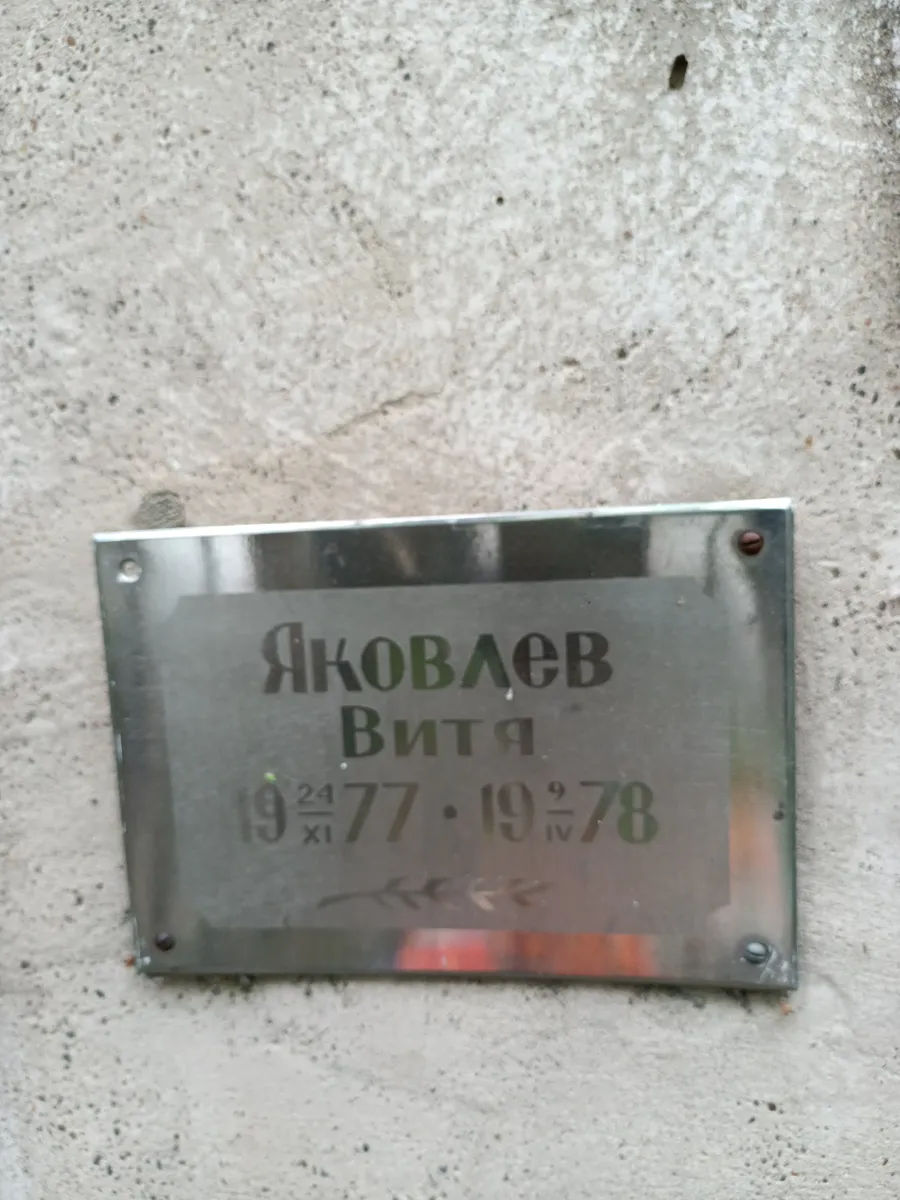 Яковлев
Витя
19 24/XI 77 • 19 9/IV 78